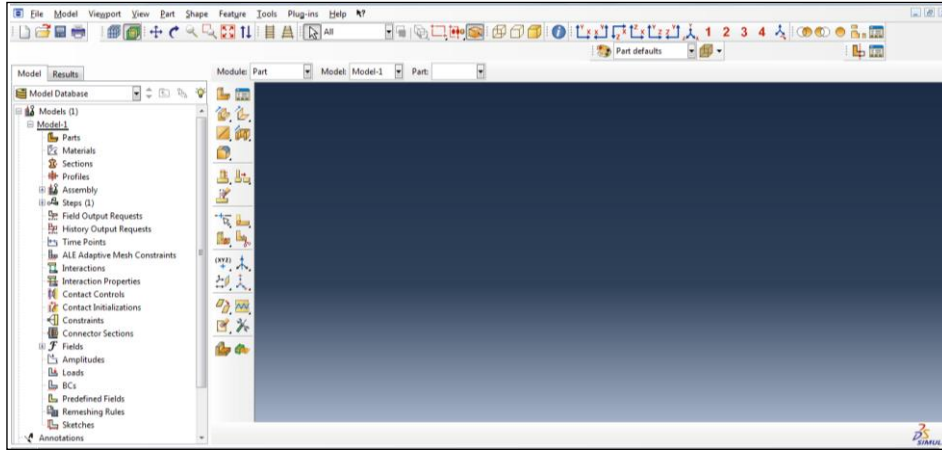 File Model Viewport View Part Shape Feature Tools Plug-ins Help
All 1 2 3 4
Part defaults
Model Results Module: Part Model: Model-1 Part:
Model Database
Models (1)
Model-1
Parts
Materials
Sections
Profiles
Assembly
Steps (1)
Field Output Requests
History Output Requests
Time Points
ALE Adaptive Mesh Constraints
Interactions
Interaction Properties
Contact Controls
Contact Initializations
Constraints
Connector Sections
Fields
Amplitudes
Loads
BCs
Predefined Fields
Remeshing Rules
Sketches
Annotations
(XYZ)
SIMUL